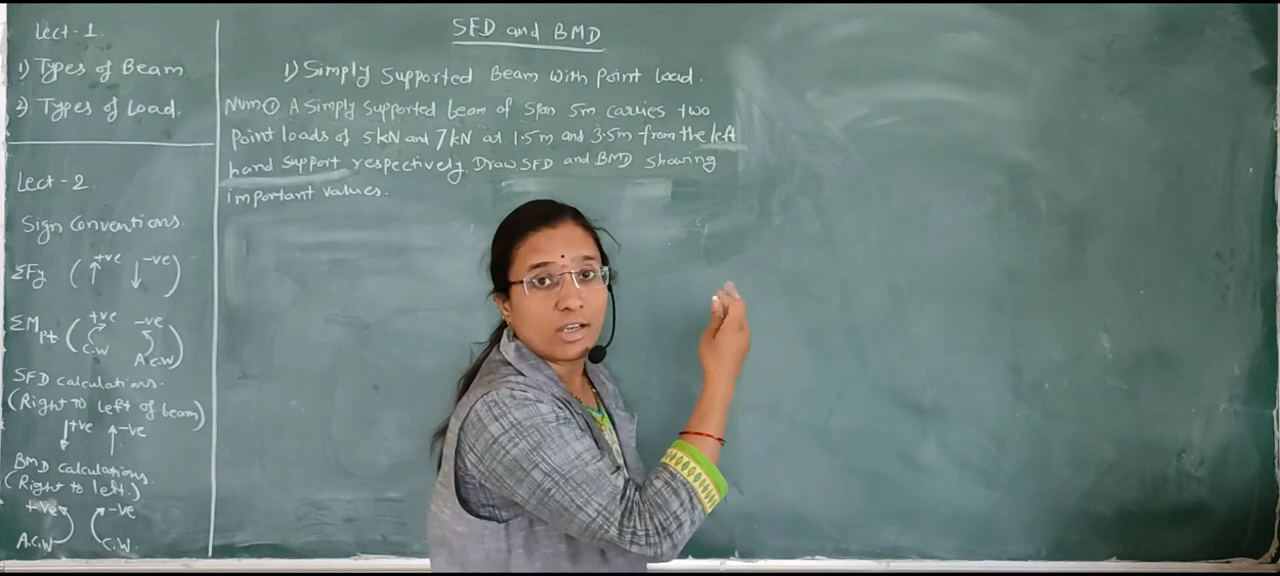 Lect-1.
1) Types of Beam
2) Types of Load.
Lect-2.
Sign Conventions.
ΣFy (↑+ve ↓-ve)
ΣMpt (+ve C.W -ve A.C.W)
SFD calculations.
(Right to left of beam)
↓+ve ↑-ve
BMD calculations.
(Right to left.)
+ve -ve
A.C.W C.W.
SFD and BMD
1) Simply Supported Beam With Point Load.
Num① A Simply Supported beam of Span 5m carries two
Point loads of 5kN and 7kN at 1.5m and 3.5m from the left
hand support respectively. Draw SFD and BMD showing
important values.